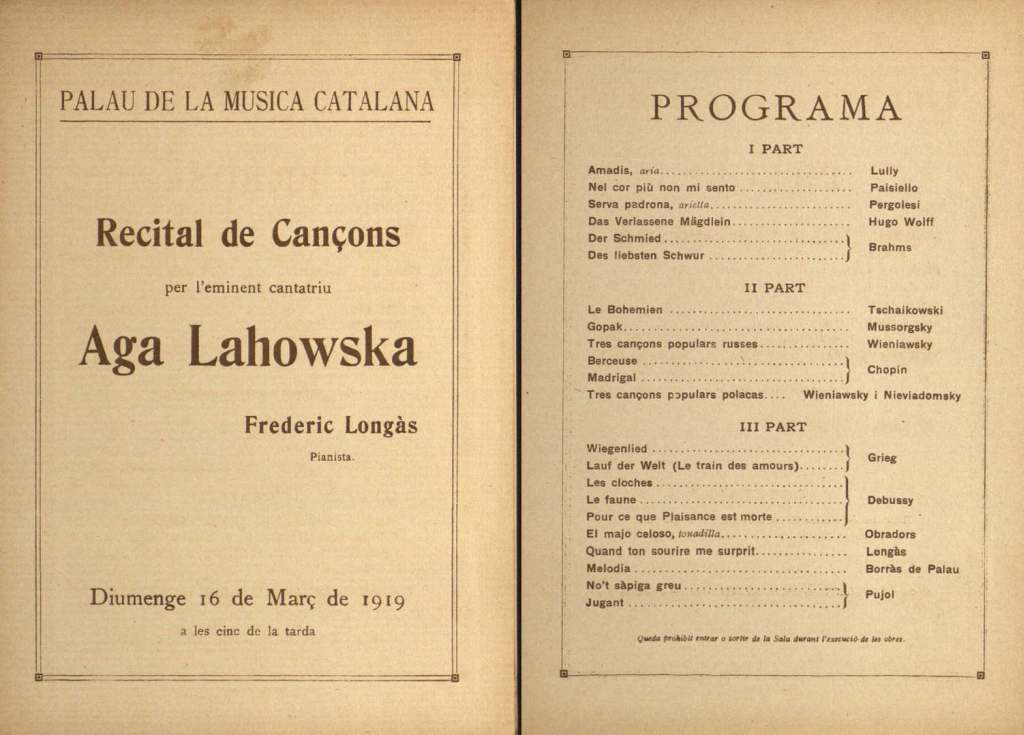 PALAU DE LA MUSICA CATALANA
Recital de Cançons
per l'eminent cantatriu
Aga Lahowska
Frederic Longàs
Pianista.
Diumenge 16 de Març de 1919
a les cinc de la tarda
PROGRAMA
I PART
Amadis, aria. Lully
Nel cor più non mi sento Paisiello
Serva padrona, arietta. Pergolesi
Das Verlassene Mägdlein. Hugo Wolff
Der Schmied
Des liebsten Schwur
Brahms
II PART
Le Bohemien Tschaikowski
Gopak. Mussorgsky
Tres cançons populars russes. Wieniawsky
Berceuse
Madrigal
Chopin
Tres cançons populars polacas. Wieniawsky i Nieviadomsky
III PART
Wiegenlied
Lauf der Welt (Le train des amours).
Grieg
Les cloches
Le faune
Pour ce que Plaisance est morte
Debussy
El majo celoso, tonadilla. Obradors
Quand ton sourire me surprit. Longàs
Melodia Borràs de Palau
No't sàpiga greu
Jugant
Pujol
Queda prohibit entrar o sortir de la Sala durant l'execució de les obres.